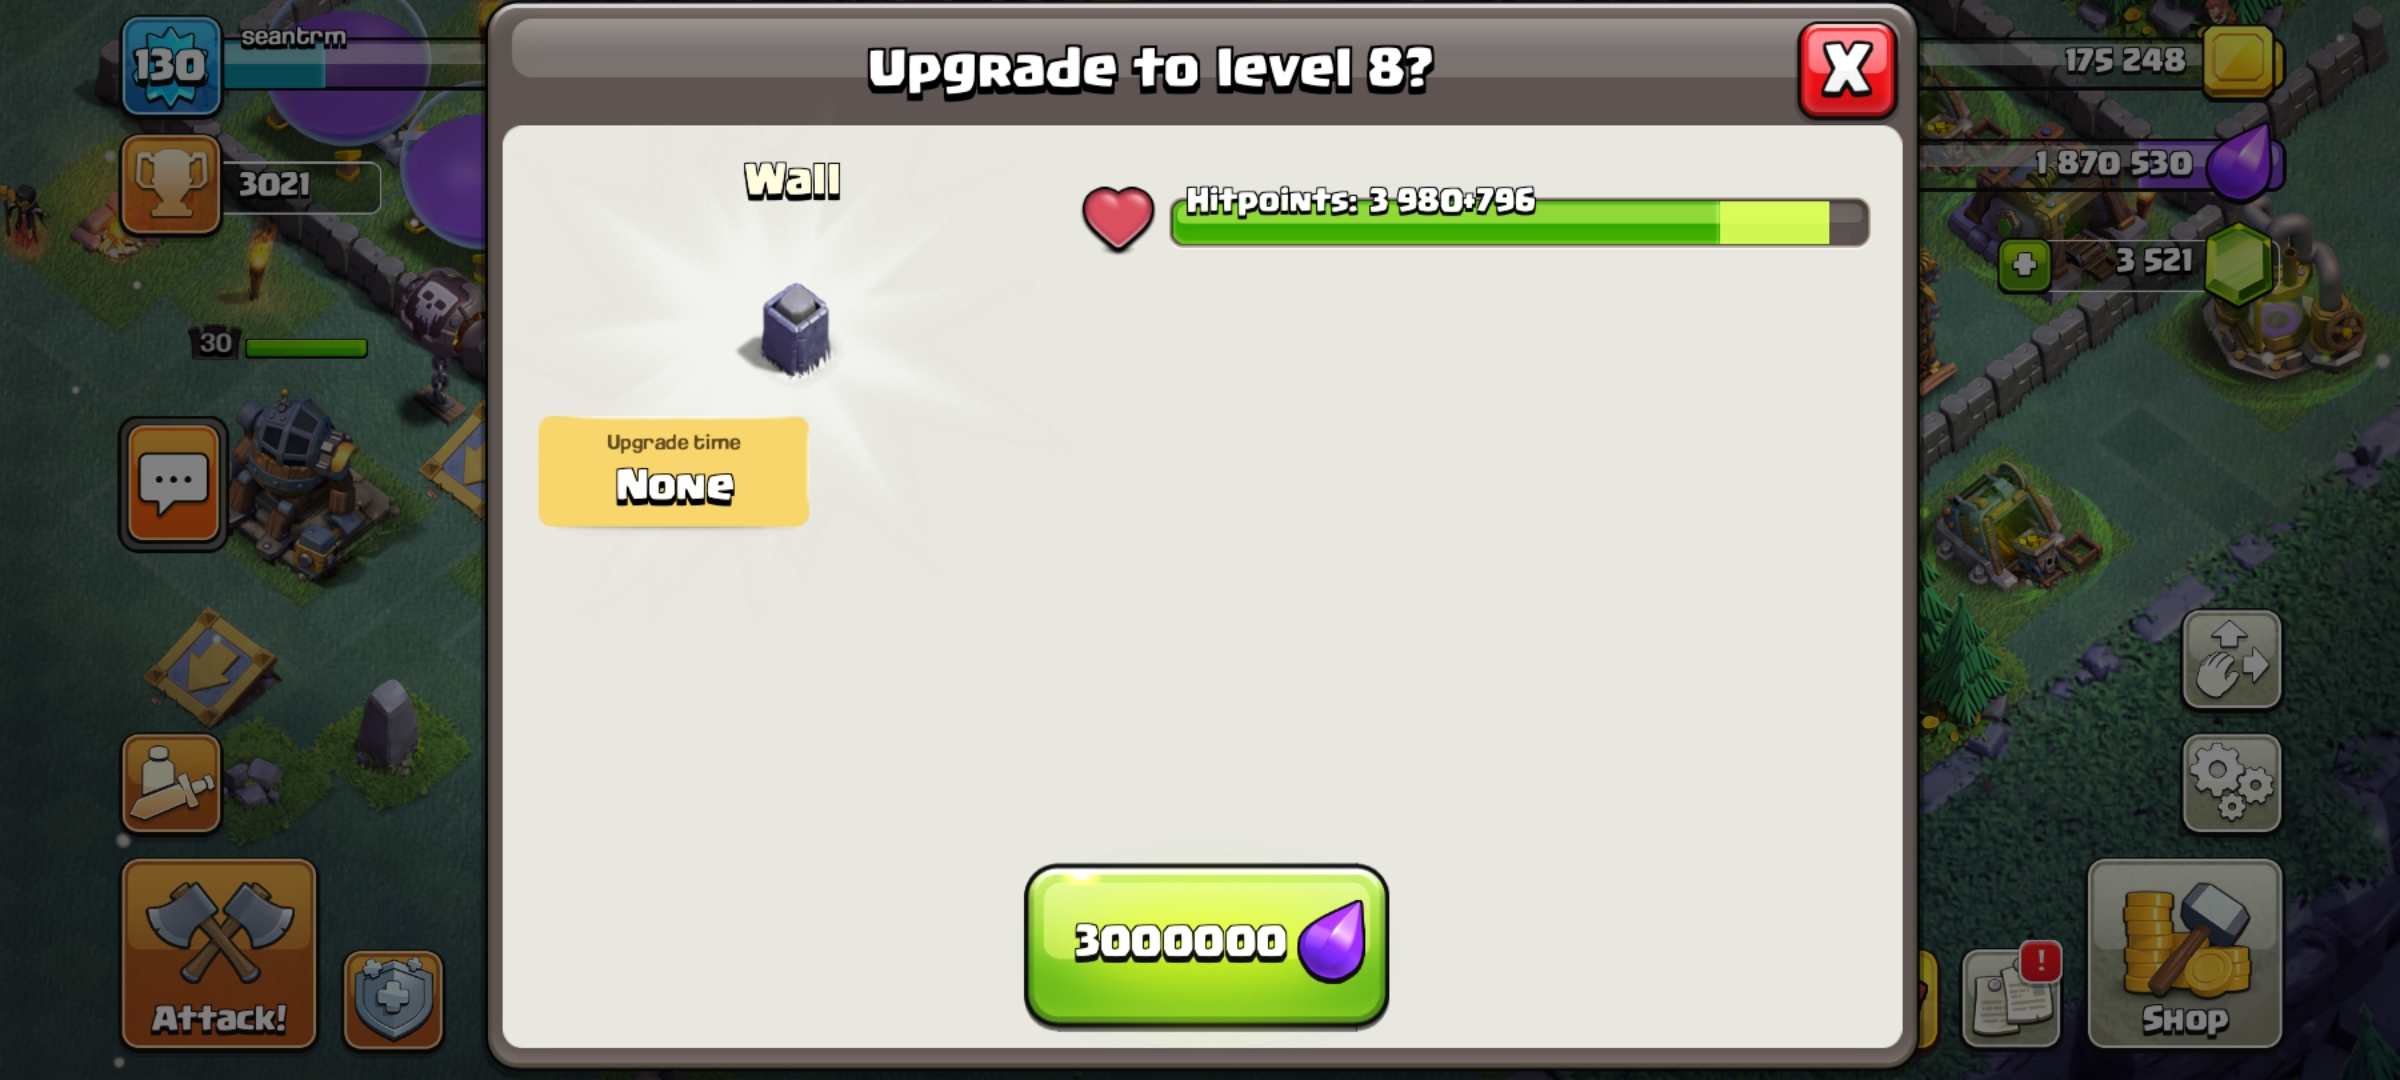 Upgrade to level 8?
X
130
seantrm
3021
30
Wall
Hitpoints: 3 980+796
175 248
1 870 530
+
3 521
Upgrade time
None
3000000
Attack!
!
Shop